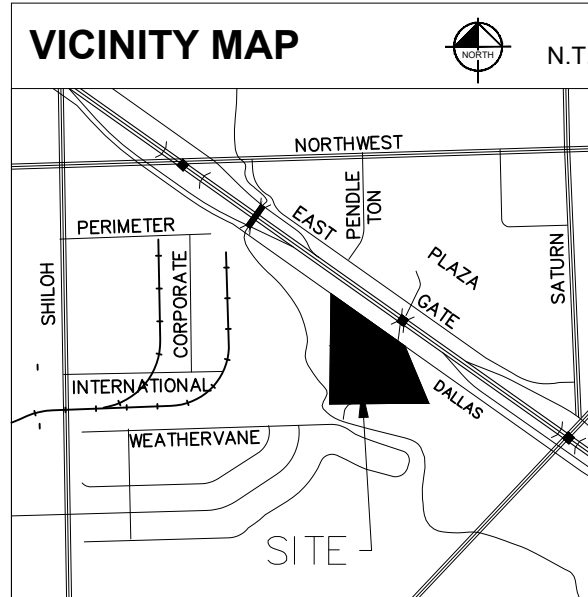 VICINITY MAP
NORTH
N.T.
NORTHWEST
EAST
PENDLE
TON
PERIMETER
PLAZA
SATURN
CORPORATE
SHILOH
GATE
INTERNATIONAL
DALLAS
WEATHERVANE
SITE